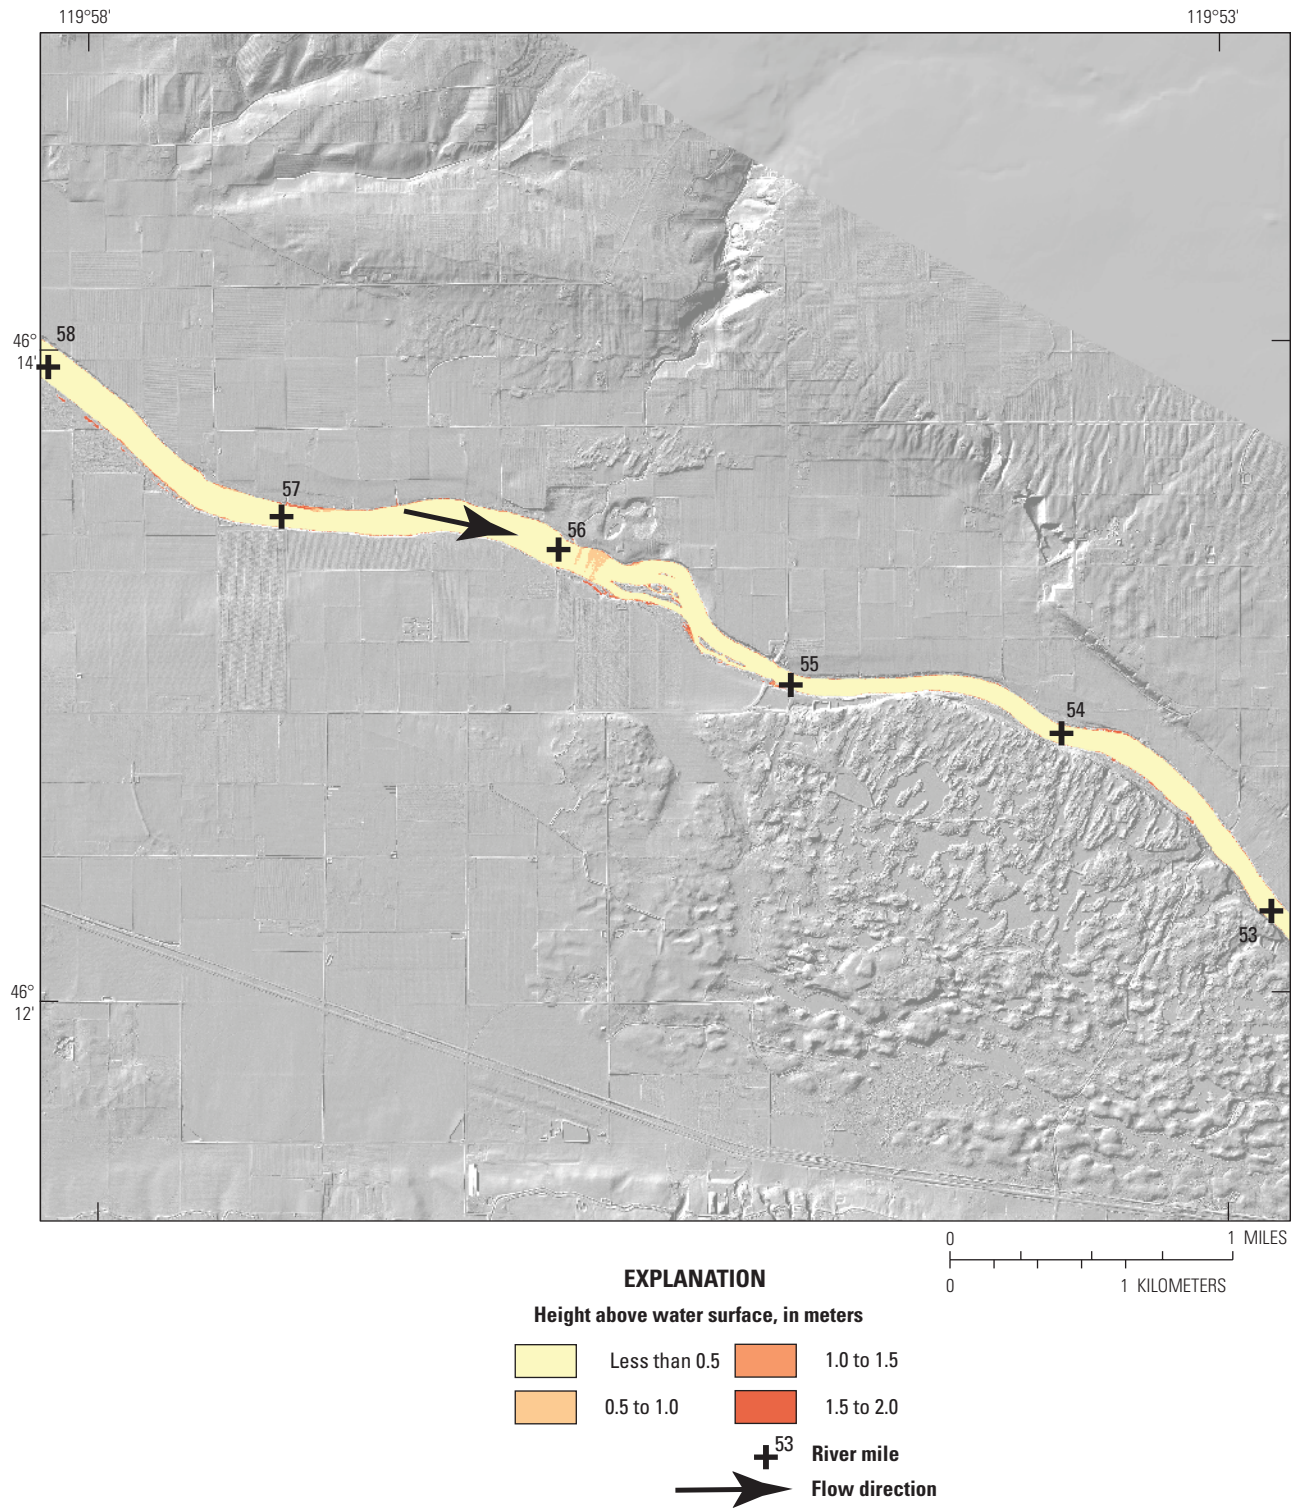 119°58'
119°53'
46°
14'
58
57
56
55
54
53
46°
12'
0 1 MILES
0 1 KILOMETERS
EXPLANATION
Height above water surface, in meters
Less than 0.5
1.0 to 1.5
0.5 to 1.0
1.5 to 2.0
53 River mile
Flow direction